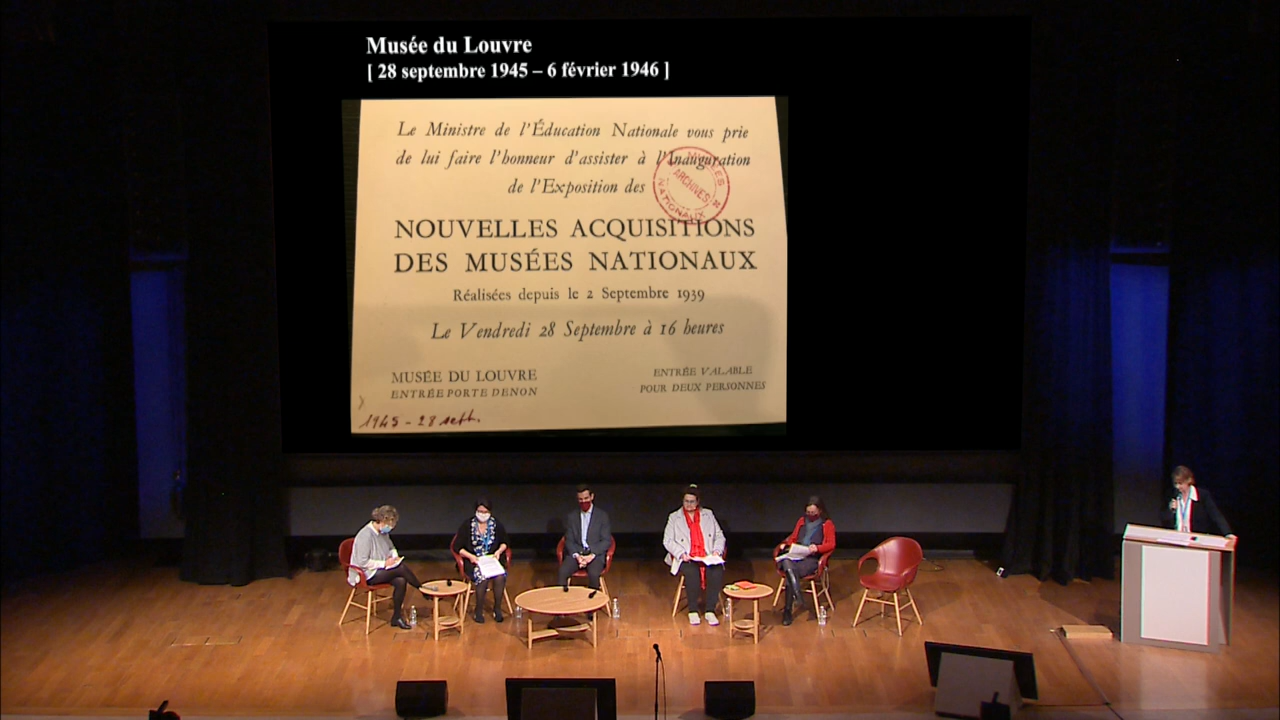 Musée du Louvre
[ 28 septembre 1945 – 6 février 1946 ]
Le Ministre de l'Éducation Nationale vous prie
de lui faire l'honneur d'assister à l'Inauguration
de l'Exposition des
MUSÉES NATIONAUX
ARCHIVES
NOUVELLES ACQUISITIONS
DES MUSÉES NATIONAUX
Réalisées depuis le 2 Septembre 1939
Le Vendredi 28 Septembre à 16 heures
MUSÉE DU LOUVRE
ENTRÉE PORTE DENON
ENTRÉE VALABLE
POUR DEUX PERSONNES
1945 - 28 sept.